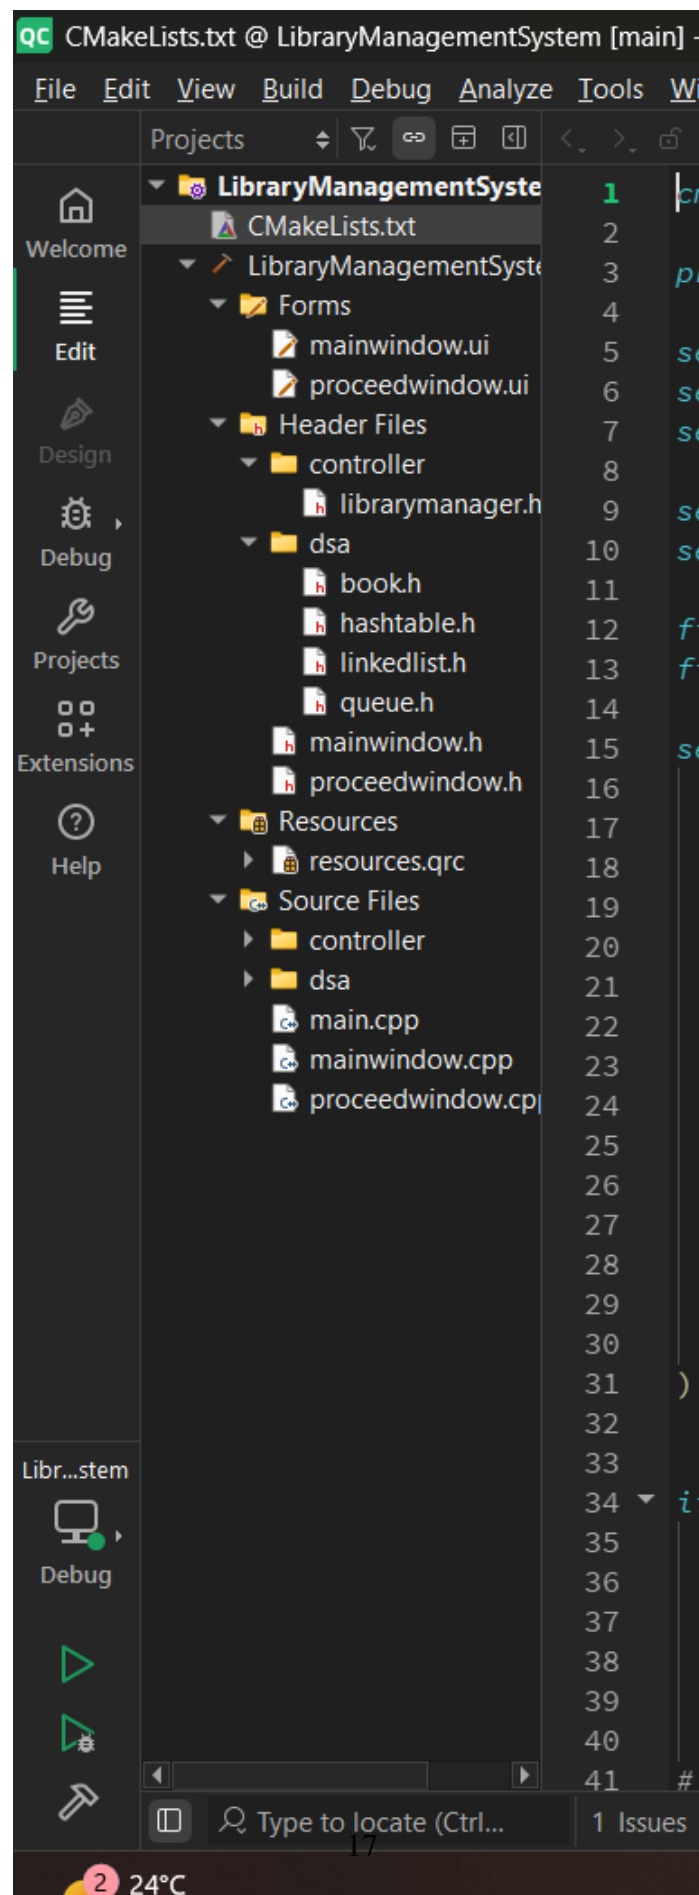 QC CMakeLists.txt @ LibraryManagementSystem [main] -
File Edit View Build Debug Analyze Tools
Projects
Welcome
Edit
Design
Debug
Projects
Extensions
Help
LibraryManagementSyste
CMakeLists.txt
LibraryManagementSyste
Forms
mainwindow.ui
proceedwindow.ui
Header Files
controller
librarymanager.h
dsa
book.h
hashtable.h
linkedlist.h
queue.h
mainwindow.h
proceedwindow.h
Resources
resources.qrc
Source Files
controller
dsa
main.cpp
mainwindow.cpp
proceedwindow.cp
1
2
3
4
5
6
7
8
9
10
11
12
13
14
15
16
17
18
19
20
21
22
23
24
25
26
27
28
29
30
31 )
32
33
34
35
36
37
38
39
40
41 #
Libr...stem
Debug
Type to locate (Ctrl...
1 Issues
17
2 24°C